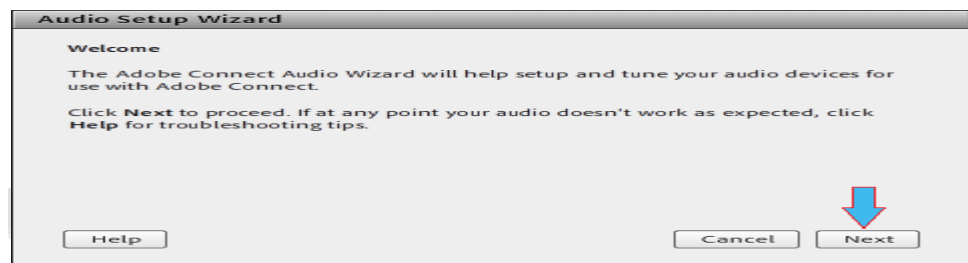 Audio Setup Wizard
Welcome
The Adobe Connect Audio Wizard will help setup and tune your audio devices for
use with Adobe Connect.
Click Next to proceed. If at any point your audio doesn't work as expected, click
Help for troubleshooting tips.
Help
Cancel
Next